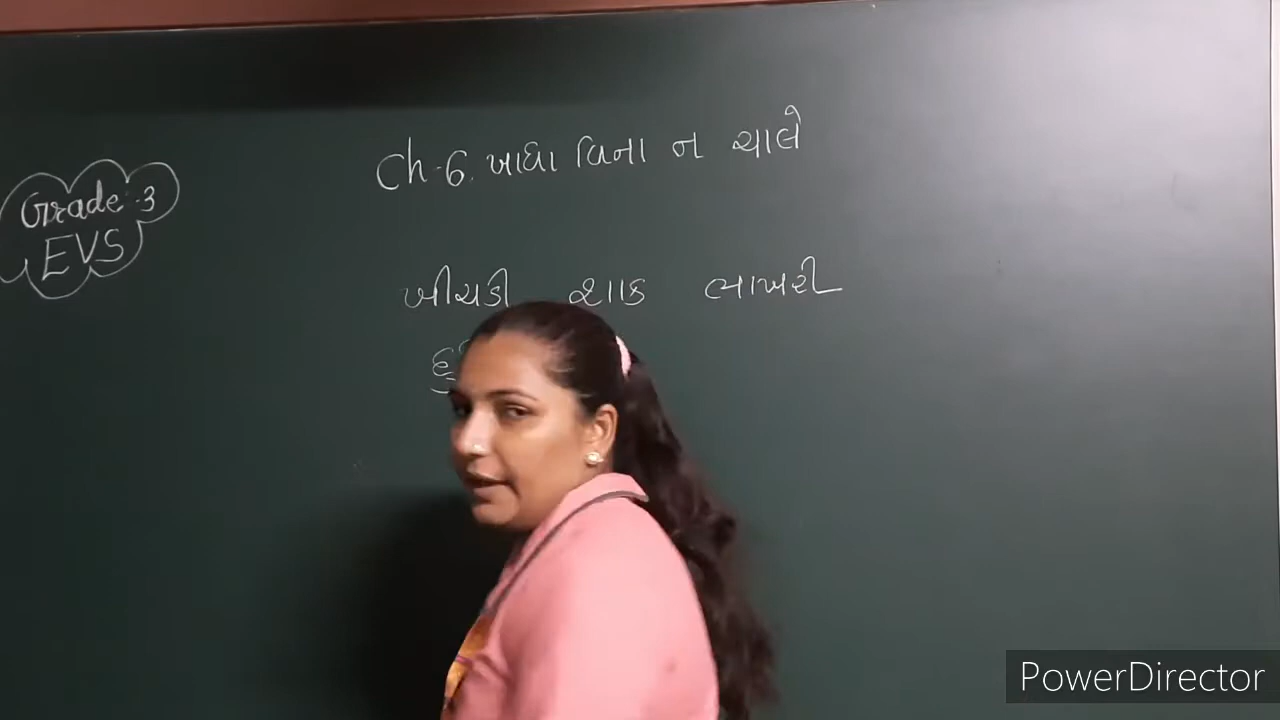 Grade : 3
EVS
Ch-6. ખાધા વિના ન ચાલે
ખીચડી શાક ભાખરી
PowerDirector